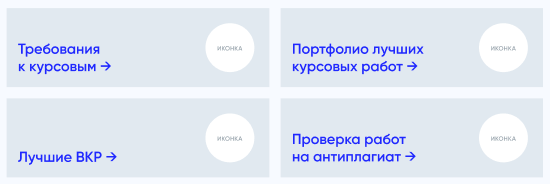 Требования
к курсовым →
ИКОНКА
Портфолио лучших
курсовых работ →
ИКОНКА
Лучшие ВКР →
ИКОНКА
Проверка работ
на антиплагиат →
ИКОНКА